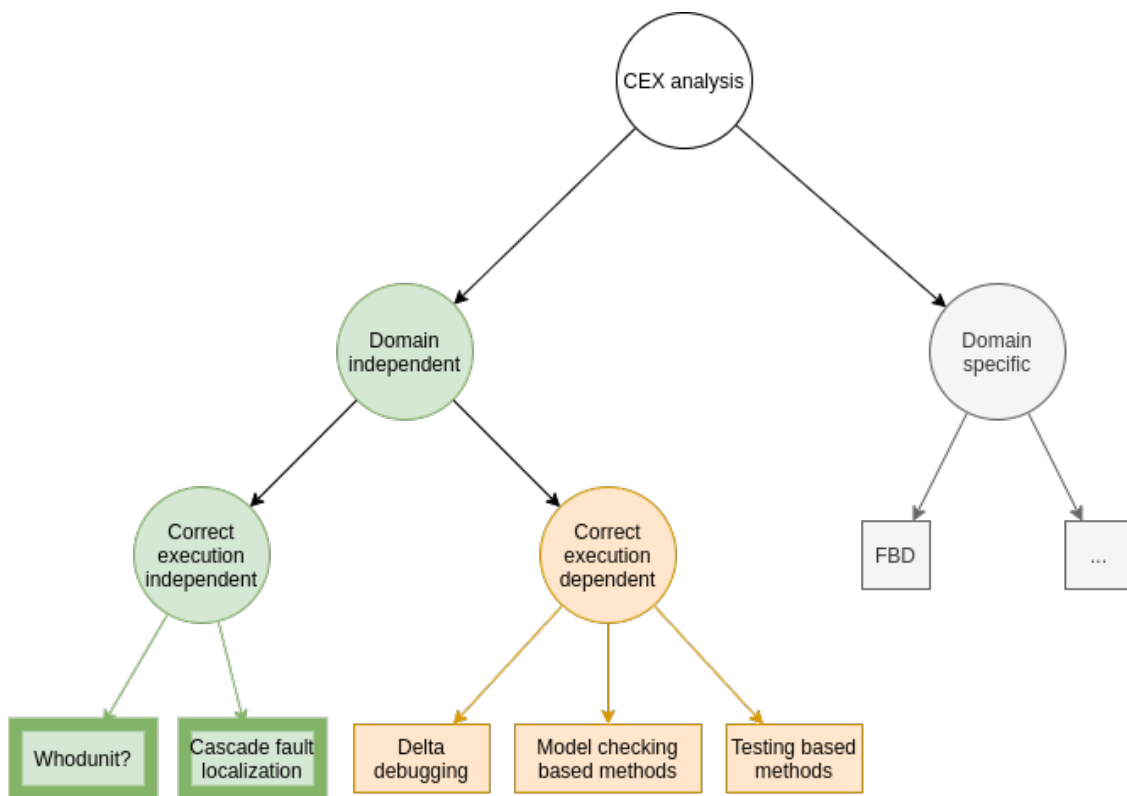 CEX analysis
Domain
independent
Domain
specific
Correct
execution
independent
Correct
execution
dependent
FBD
...
Whodunit?
Cascade fault
localization
Delta
debugging
Model checking
based methods
Testing based
methods